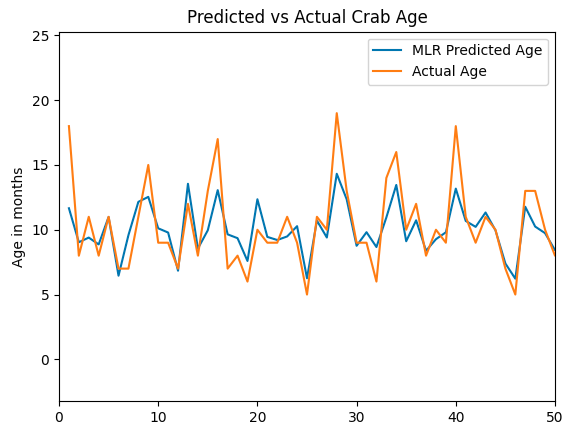 Predicted vs Actual Crab Age
MLR Predicted Age
Actual Age
Age in months
25
20
15
10
5
0
0 10 20 30 40 50